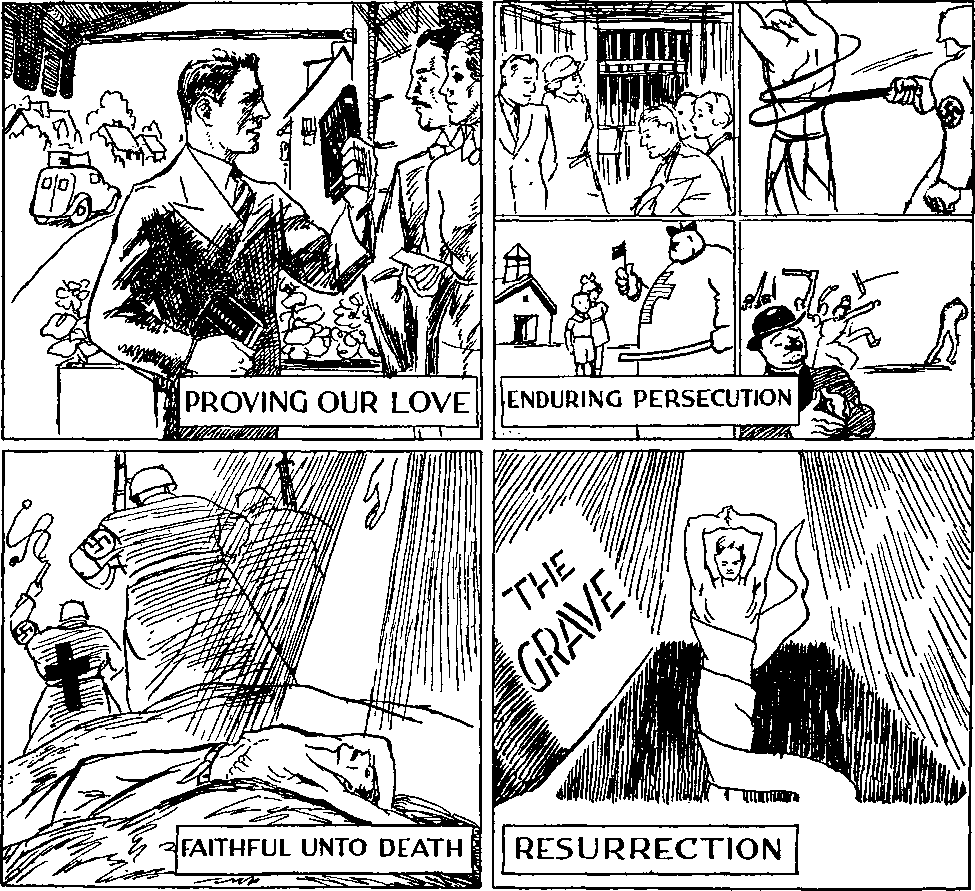 PROVING OUR LOVE
ENDURING PERSECUTION
FAITHFUL UNTO DEATH
THE
GRAVE
RESURRECTION